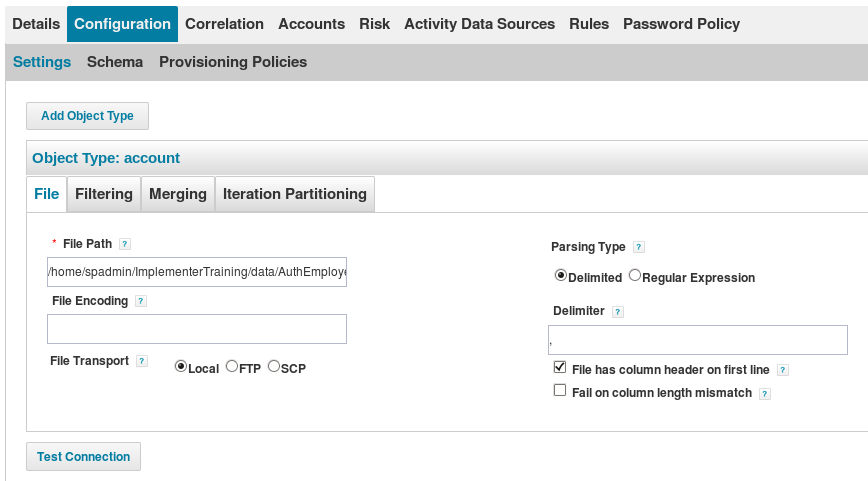 Details Configuration Correlation Accounts Risk Activity Data Sources Rules Password Policy
Settings Schema Provisioning Policies
Add Object Type
Object Type: account
File Filtering Merging Iteration Partitioning
* File Path ?
/home/spadmin/ImplementerTraining/data/AuthEmploye
File Encoding ?
File Transport ? Local FTP SCP
Parsing Type ?
Delimited Regular Expression
Delimiter ?
,
File has column header on first line ?
Fail on column length mismatch ?
Test Connection